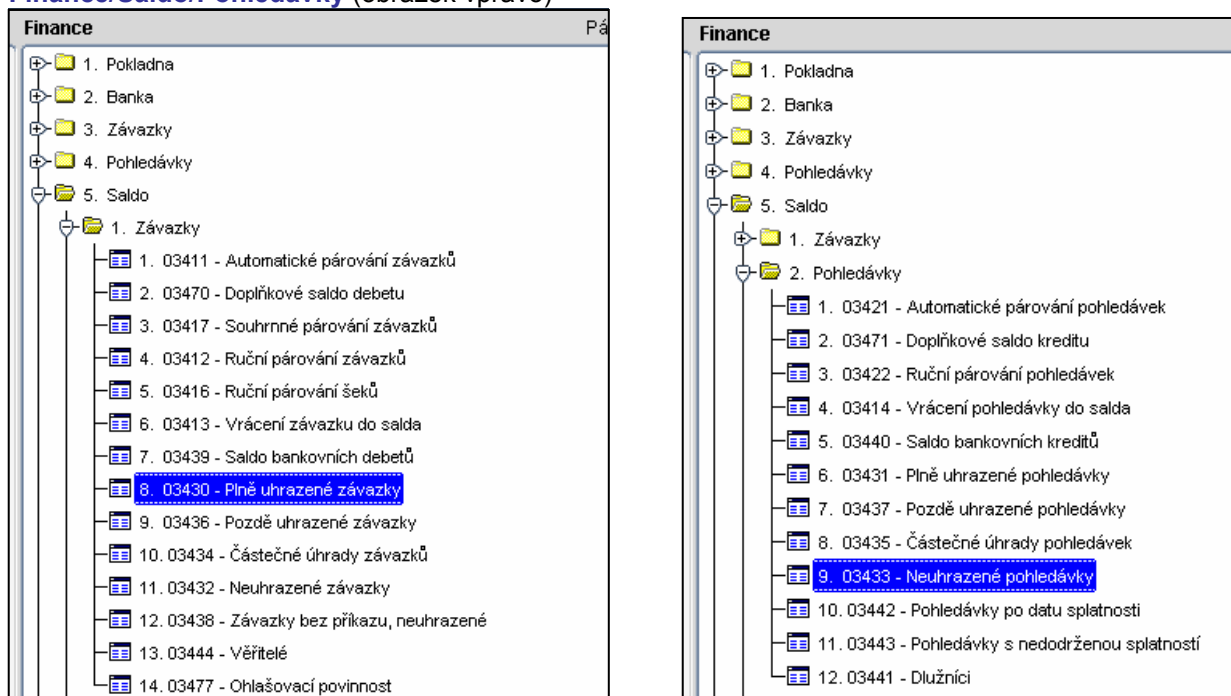 Finance/Saldo/Pohledávky (obrázek vpravo)
Finance Pá
1. Pokladna
2. Banka
3. Závazky
4. Pohledávky
5. Saldo
1. Závazky
1. 03411 - Automatické párování závazků
2. 03470 - Doplňkové saldo debetu
3. 03417 - Souhrnné párování závazků
4. 03412 - Ruční párování závazků
5. 03416 - Ruční párování šeků
6. 03413 - Vrácení závazku do salda
7. 03439 - Saldo bankovních debetů
8. 03430 - Plně uhrazené závazky
9. 03436 - Pozdě uhrazené závazky
10. 03434 - Částečné úhrady závazků
11. 03432 - Neuhrazené závazky
12. 03438 - Závazky bez příkazu, neuhrazené
13. 03444 - Věřitelé
14. 03477 - Ohlašovací povinnost
Finance
1. Pokladna
2. Banka
3. Závazky
4. Pohledávky
5. Saldo
1. Závazky
2. Pohledávky
1. 03421 - Automatické párování pohledávek
2. 03471 - Doplňkové saldo kreditu
3. 03422 - Ruční párování pohledávek
4. 03414 - Vrácení pohledávky do salda
5. 03440 - Saldo bankovních kreditů
6. 03431 - Plně uhrazené pohledávky
7. 03437 - Pozdě uhrazené pohledávky
8. 03435 - Částečné úhrady pohledávek
9. 03433 - Neuhrazené pohledávky
10. 03442 - Pohledávky po datu splatnosti
11. 03443 - Pohledávky s nedodrženou splatností
12. 03441 - Dlužníci